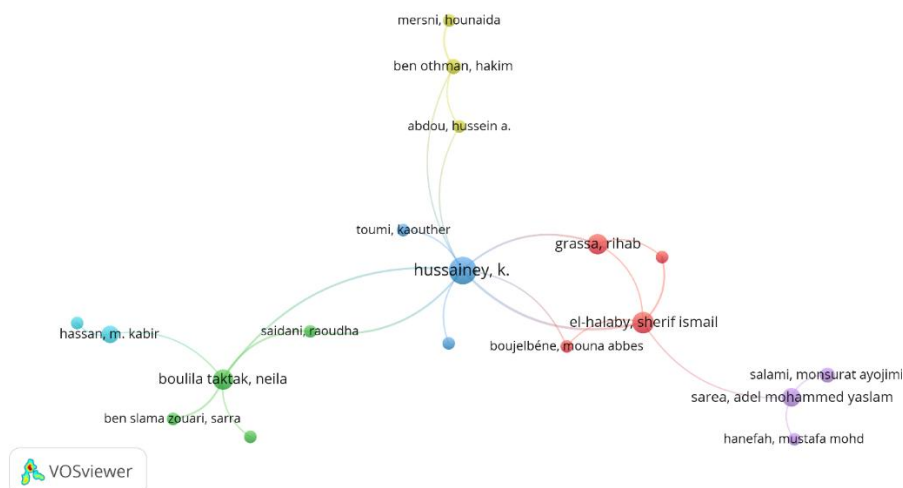 mersni, hounaida
ben othman, hakim
abdou, hussein a.
toumi, kaouther
grassa, rihab
hussainey, k.
el-halaby, sherif ismail
hassan, m. kabir
saidani, raoudha
boujelbéne, mouna abbes
boulila taktak, neila
salami, monsurat ayojimi
sarea, adel mohammed yaslam
ben slama zouari, sarra
hanefah, mustafa mohd
VOSviewer